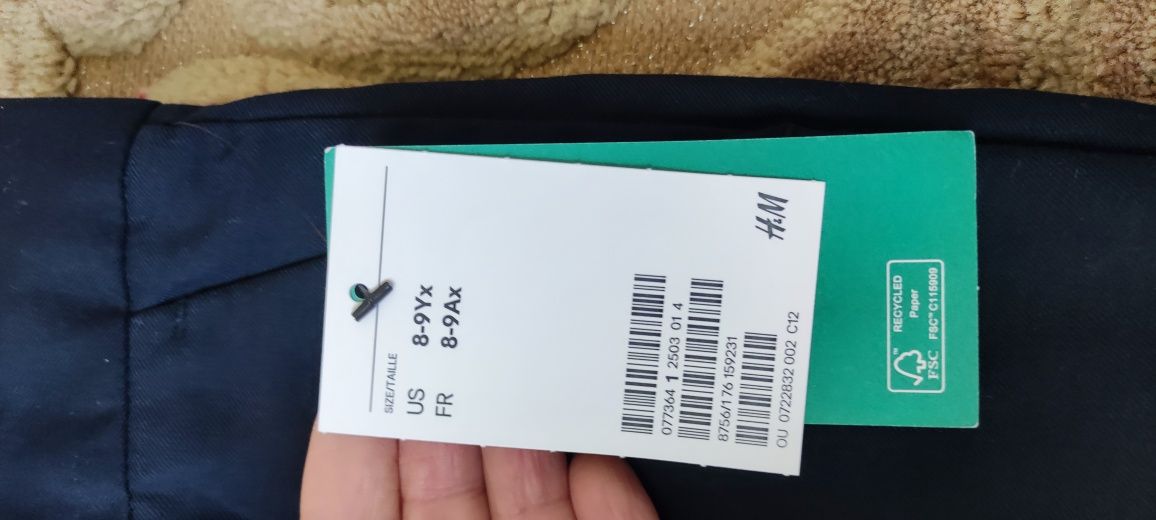 H&M
SIZE/TAILLE
US 8-9Yx
FR 8-9Ax
077364 1 2503 01 4
8756/176 159231
OU 0722832 002 C12
RECYCLED
Paper
FSC™ C115909
FSC™